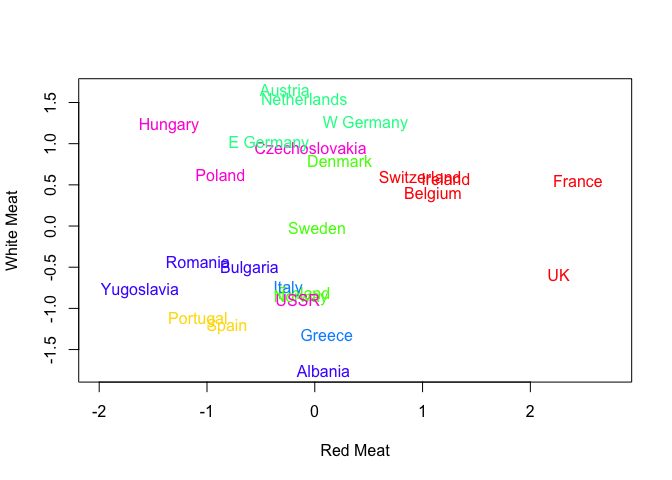 Austria
Netherlands
W Germany
Hungary
E Germany
Czechoslovakia
Denmark
Poland
Switzerland
Ireland
France
Belgium
Sweden
Romania
Bulgaria
UK
Yugoslavia
Italy
Finland
Norway
USSR
Portugal
Spain
Greece
Albania
White Meat
1.5
1.0
0.5
0.0
-0.5
-1.0
-1.5
-2
-1
0
1
2
Red Meat